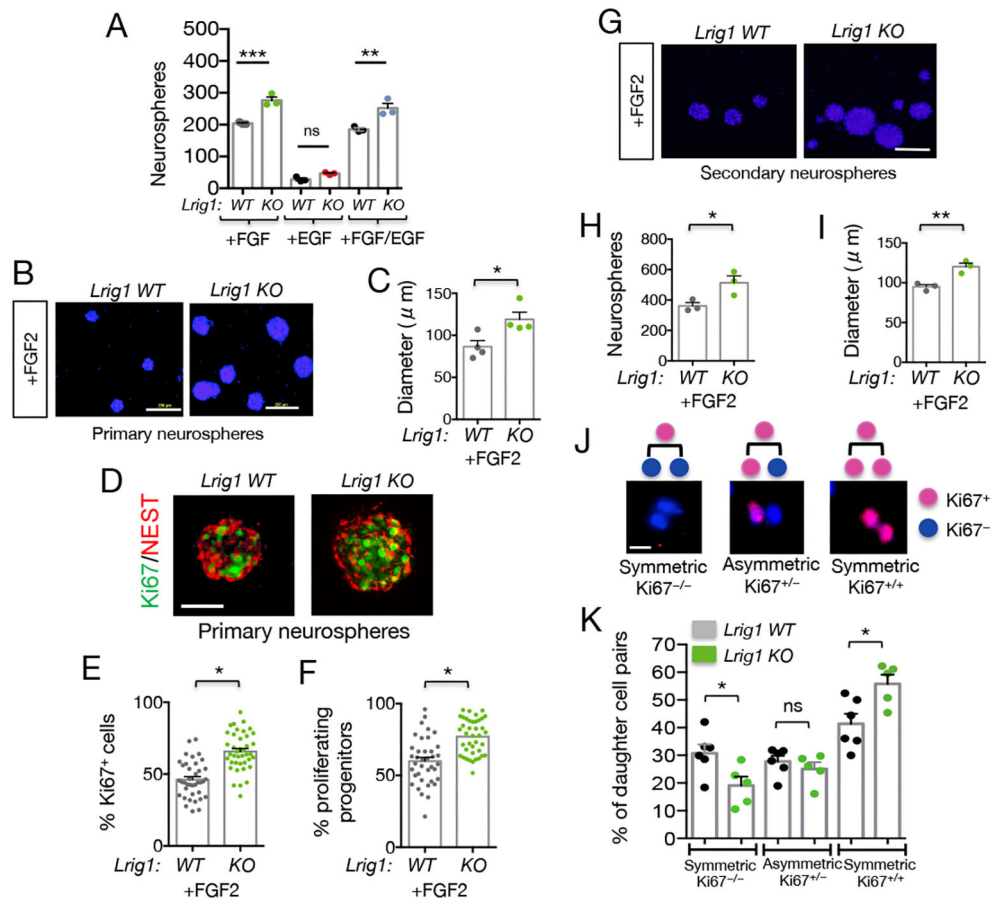 A
500
400
300
200
100
0
Neurospheres
***
ns
**
Lrig1: WT KO WT KO WT KO
+FGF +EGF +FGF/EGF
B
Lrig1 WT Lrig1 KO
+FGF2
Primary neurospheres
C
*
150
100
50
0
Diameter (μm)
Lrig1: WT KO
+FGF2
D
Lrig1 WT Lrig1 KO
Ki67/NEST
Primary neurospheres
E
*
100
50
0
% Ki67⁺ cells
Lrig1: WT KO
+FGF2
F
*
100
50
0
% proliferating
progenitors
Lrig1: WT KO
+FGF2
G
Lrig1 WT Lrig1 KO
+FGF2
Secondary neurospheres
H
*
800
600
400
200
0
Neurospheres
Lrig1: WT KO
+FGF2
I
**
150
100
50
0
Diameter (μm)
Lrig1: WT KO
+FGF2
J
Ki67⁺
Ki67⁻
Symmetric Asymmetric Symmetric
Ki67⁻/⁻ Ki67⁺/⁻ Ki67⁺/⁺
K
Lrig1 WT
Lrig1 KO
*
ns
*
70
60
50
40
30
20
10
0
% of daughter cell pairs
Symmetric Asymmetric Symmetric
Ki67⁻/⁻ Ki67⁺/⁻ Ki67⁺/⁺